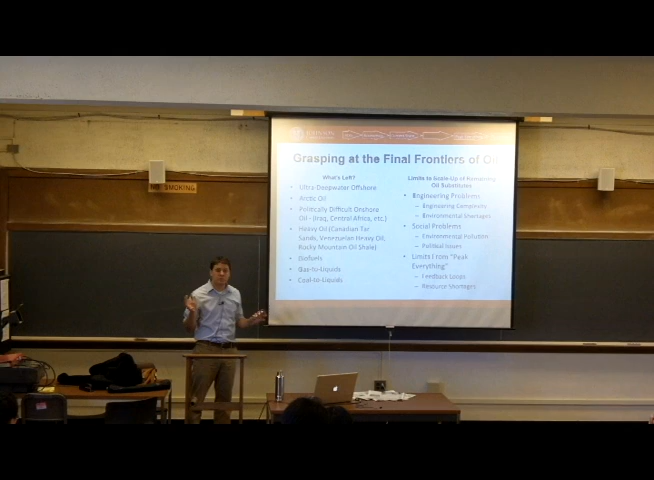 Grasping at the Final Frontiers of Oil
What's Left?
• Ultra-Deepwater Offshore
• Arctic Oil
• Politically Difficult Onshore
Oil - (Iraq, Central Africa, etc.)
• Heavy Oil (Canadian Tar
Sands, Venezuelan Heavy Oil,
Rocky Mountain Oil Shale)
• Biofuels
• Gas-to-Liquids
• Coal-to-Liquids
Limits to Scale-Up of Remaining
Oil Substitutes
• Engineering Problems
– Engineering Complexity
– Environmental Shortages
• Social Problems
– Environmental Pollution
– Political Issues
• Limits From "Peak
Everything"
– Feedback Loops
– Resource Shortages
NO SMOKING